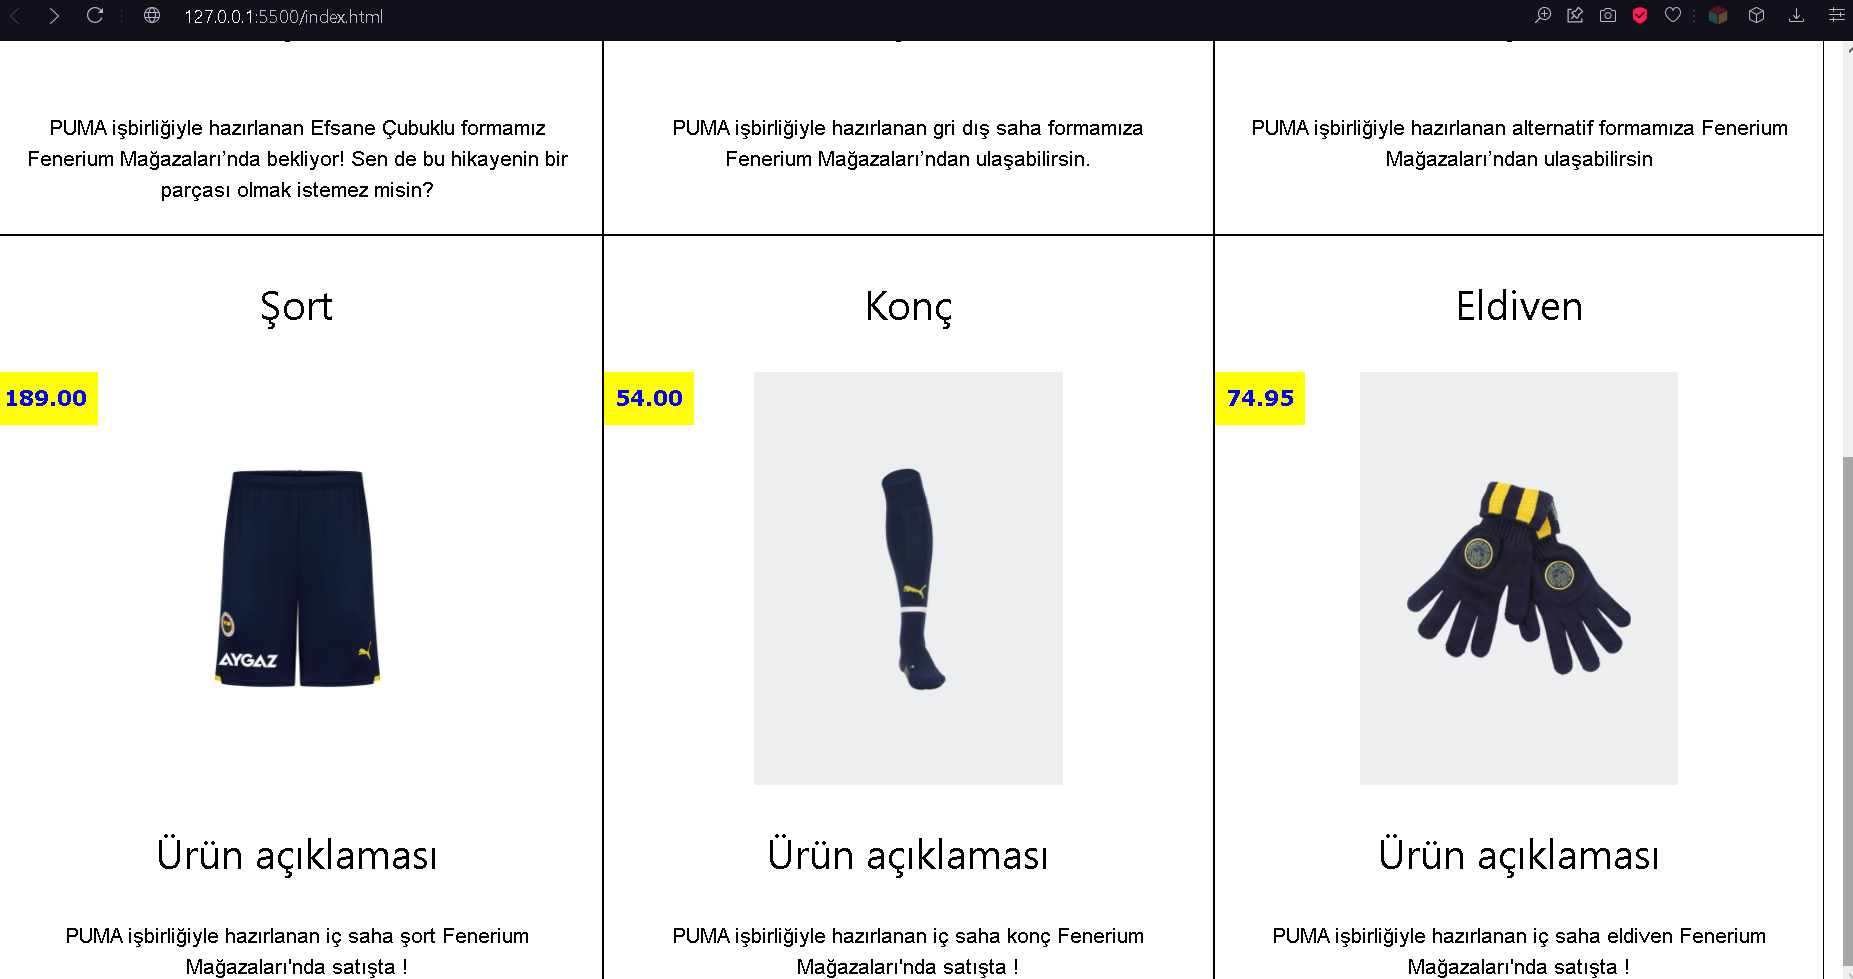 127.0.0.1:5500/index.html
PUMA işbirliğiyle hazırlanan Efsane Çubuklu formamız
Fenerium Mağazaları’nda bekliyor! Sen de bu hikayenin bir
parçası olmak istemez misin?
PUMA işbirliğiyle hazırlanan gri dış saha formamıza
Fenerium Mağazaları’ndan ulaşabilirsin.
PUMA işbirliğiyle hazırlanan alternatif formamıza Fenerium
Mağazaları’ndan ulaşabilirsin
Şort
189.00
AYGAZ
Ürün açıklaması
PUMA işbirliğiyle hazırlanan iç saha şort Fenerium
Mağazaları'nda satışta !
Konç
54.00
Ürün açıklaması
PUMA işbirliğiyle hazırlanan iç saha konç Fenerium
Mağazaları'nda satışta !
Eldiven
74.95
Ürün açıklaması
PUMA işbirliğiyle hazırlanan iç saha eldiven Fenerium
Mağazaları'nda satışta !